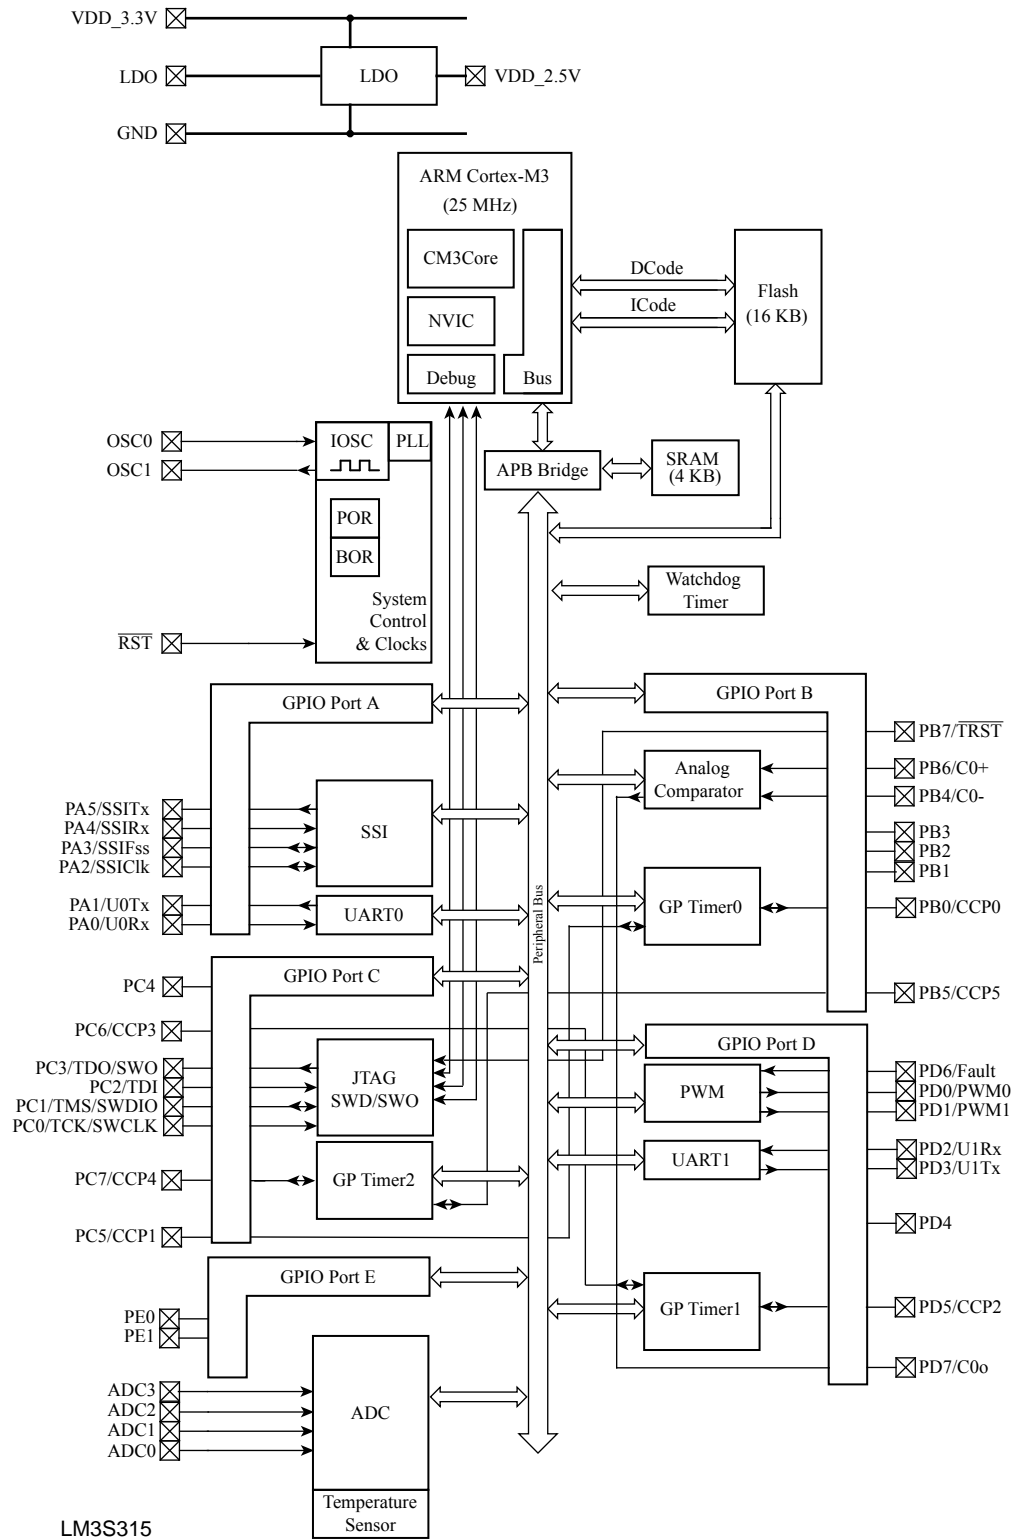 VDD_3.3V
LDO
LDO
VDD_2.5V
GND
ARM Cortex-M3
(25 MHz)
CM3Core
NVIC
Debug
Bus
DCode
ICode
Flash
(16 KB)
OSC0
OSC1
IOSC
PLL
POR
BOR
System
Control
& Clocks
RST
APB Bridge
SRAM
(4 KB)
Watchdog
Timer
Peripheral Bus
GPIO Port A
PA5/SSITx
PA4/SSIRx
PA3/SSIFss
PA2/SSIClk
SSI
PA1/U0Tx
PA0/U0Rx
UART0
GPIO Port B
PB7/TRST
Analog
Comparator
PB6/C0+
PB4/C0-
PB3
PB2
PB1
GP Timer0
PB0/CCP0
PB5/CCP5
GPIO Port C
PC4
PC6/CCP3
PC3/TDO/SWO
PC2/TDI
PC1/TMS/SWDIO
PC0/TCK/SWCLK
JTAG
SWD/SWO
PC7/CCP4
GP Timer2
PC5/CCP1
GPIO Port D
PWM
PD6/Fault
PD0/PWM0
PD1/PWM1
UART1
PD2/U1Rx
PD3/U1Tx
PD4
GP Timer1
PD5/CCP2
PD7/C0o
GPIO Port E
PE0
PE1
ADC3
ADC2
ADC1
ADC0
ADC
Temperature
Sensor
LM3S315